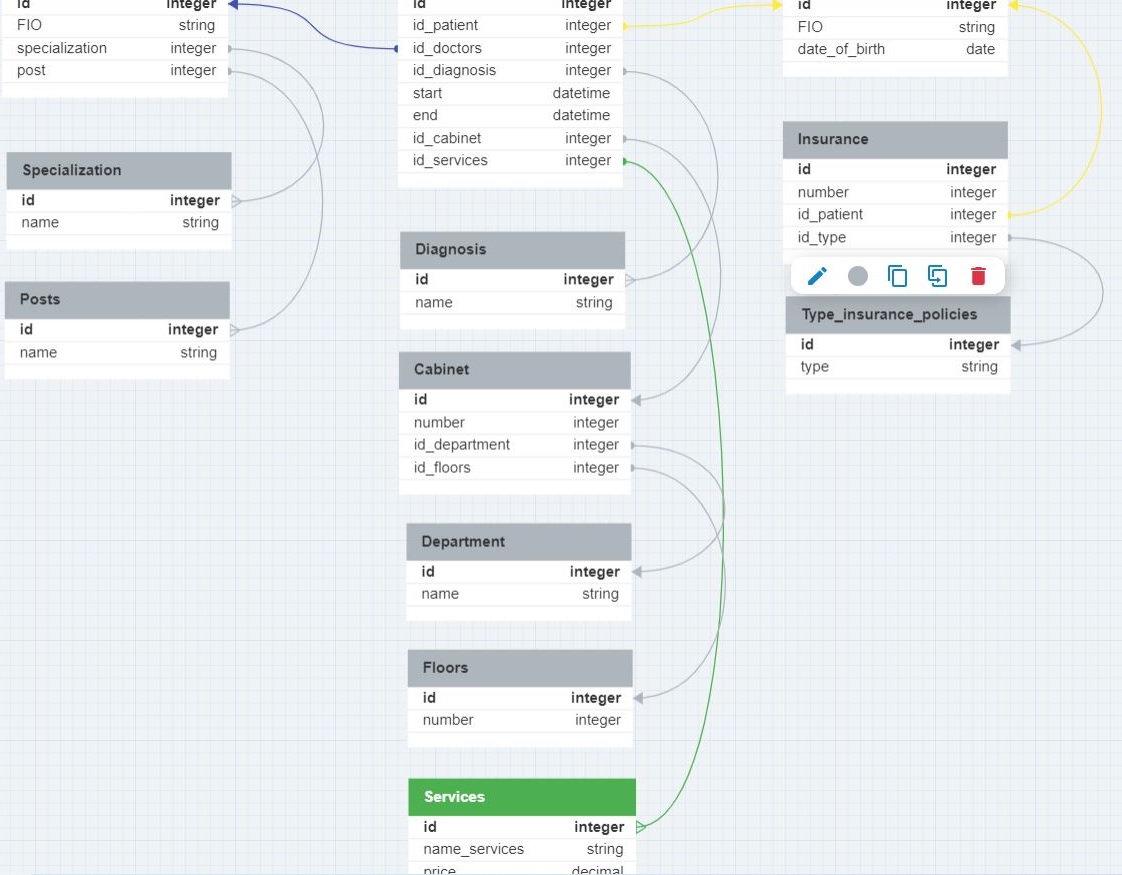 id integer
FIO string
specialization integer
post integer
Specialization
id integer
name string
Posts
id integer
name string
id integer
id_patient integer
id_doctors integer
id_diagnosis integer
start datetime
end datetime
id_cabinet integer
id_services integer
Diagnosis
id integer
name string
Cabinet
id integer
number integer
id_department integer
id_floors integer
Department
id integer
name string
Floors
id integer
number integer
Services
id integer
name_services string
price decimal
id integer
FIO string
date_of_birth date
Insurance
id integer
number integer
id_patient integer
id_type integer
Type_insurance_policies
id integer
type string